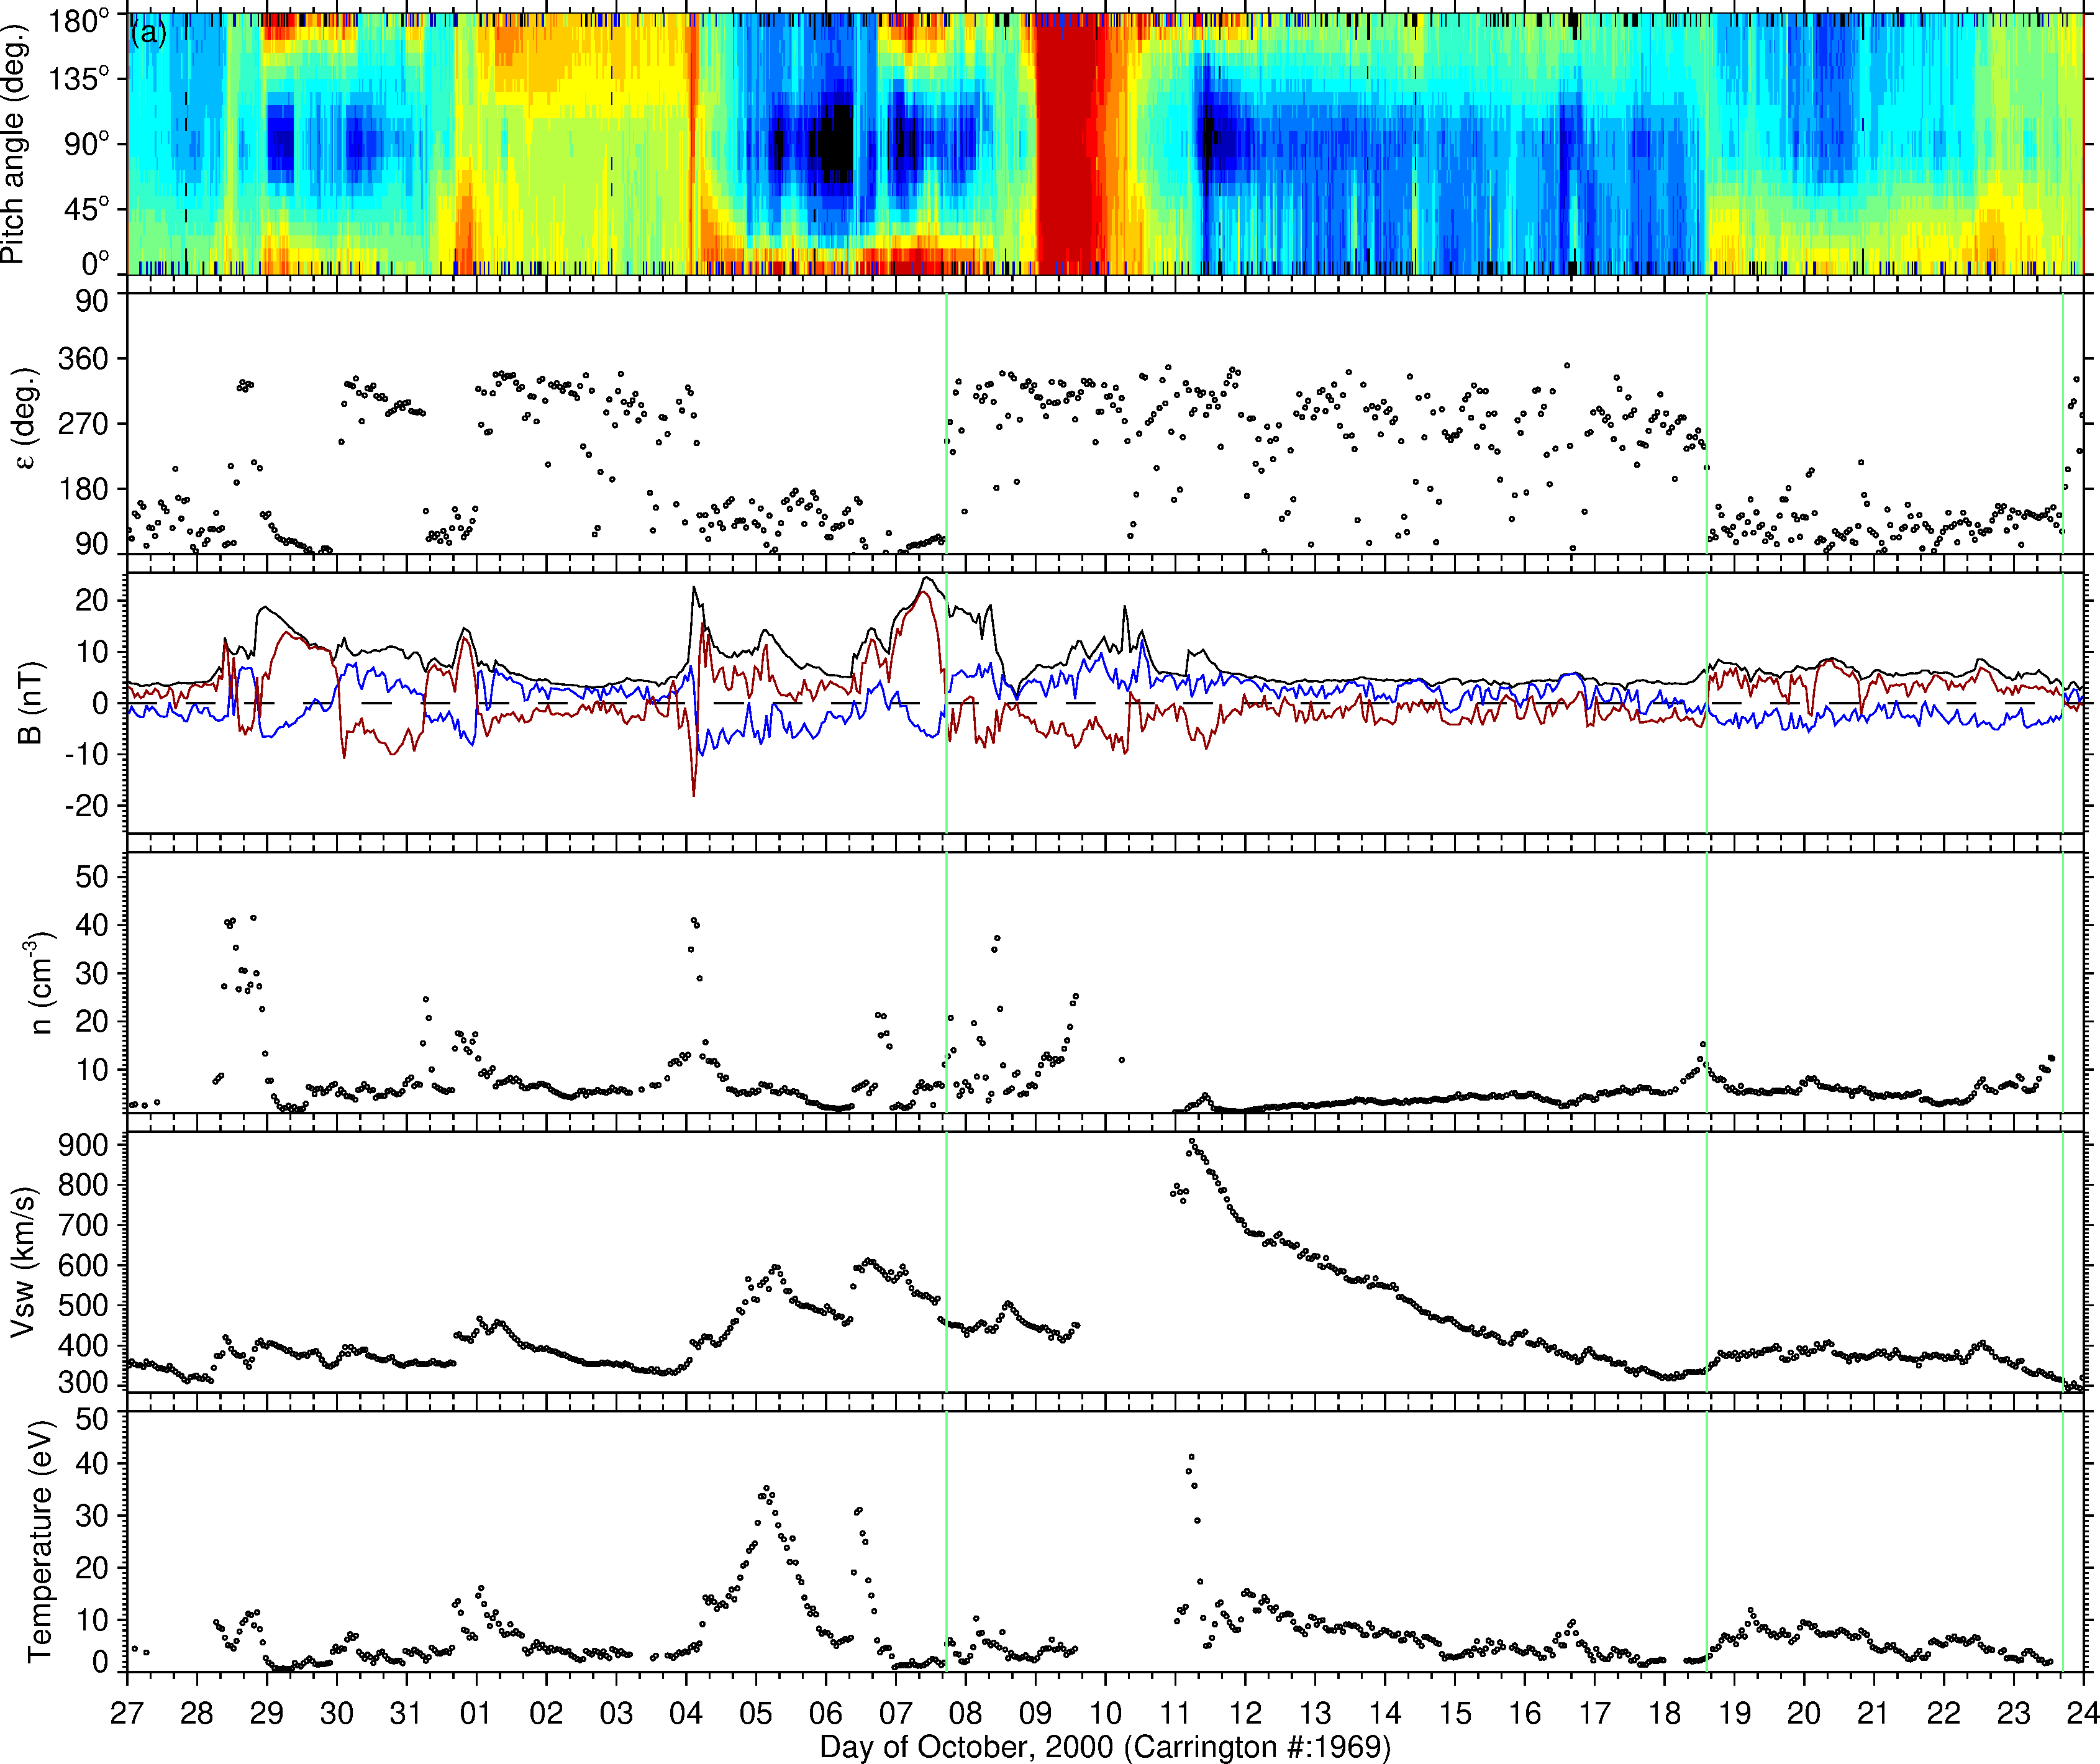 (a)
Pitch angle (deg.)
180° 135° 90° 45° 0°
ε (deg.)
90 360 270 180 90
B (nT)
20 10 0 -10 -20
n (cm⁻³)
50 40 30 20 10
Vsw (km/s)
900 800 700 600 500 400 300
Temperature (eV)
50 40 30 20 10 0
27 28 29 30 31 01 02 03 04 05 06 07 08 09 10 11 12 13 14 15 16 17 18 19 20 21 22 23 24
Day of October, 2000 (Carrington #:1969)